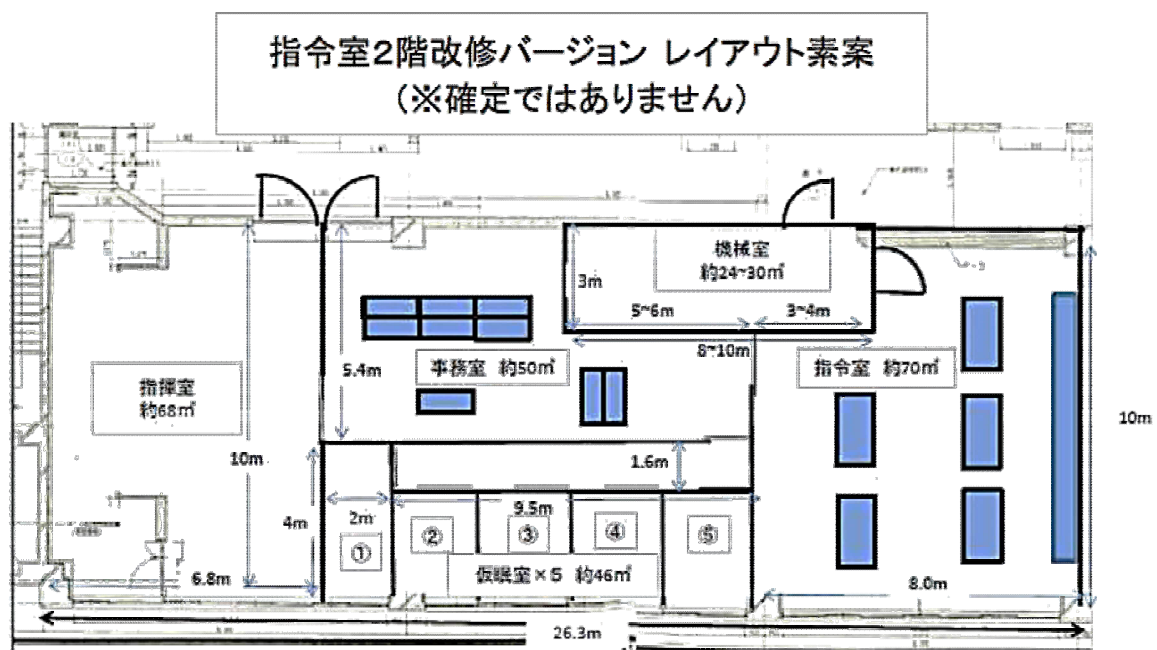 指令室2階改修バージョン レイアウト素案
(※確定ではありません)
機械室
約24~30㎡
3m
5~6m
3~4m
8~10m
5.4m
事務室 約50㎡
指令室 約70㎡
指揮室
約68㎡
10m
10m
1.6m
4m
2m
9.5m
①
②
③
④
⑤
仮眠室×5 約46㎡
6.8m
8.0m
26.3m